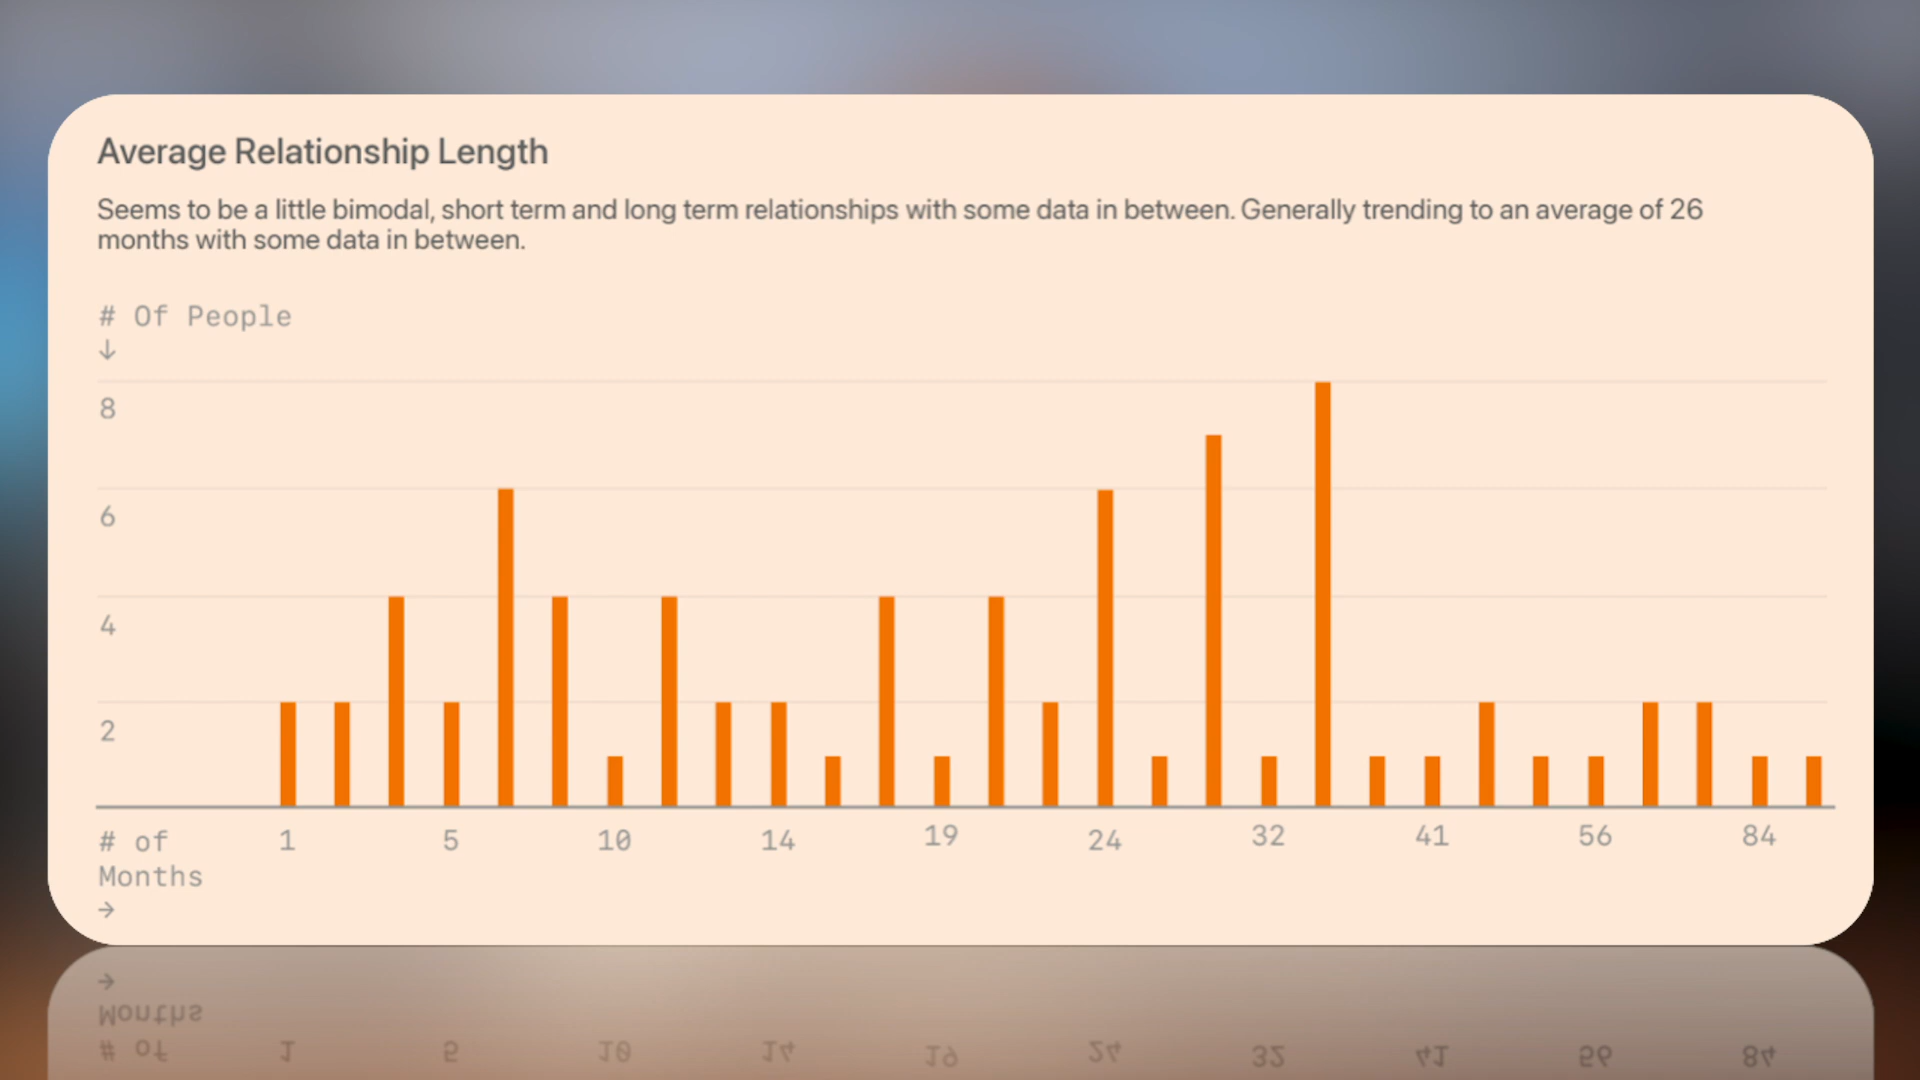 Average Relationship Length
Seems to be a little bimodal, short term and long term relationships with some data in between. Generally trending to an average of 26
months with some data in between.
# Of People
↓
8
6
4
2
# of
Months
→
1 5 10 14 19 24 32 41 56 84